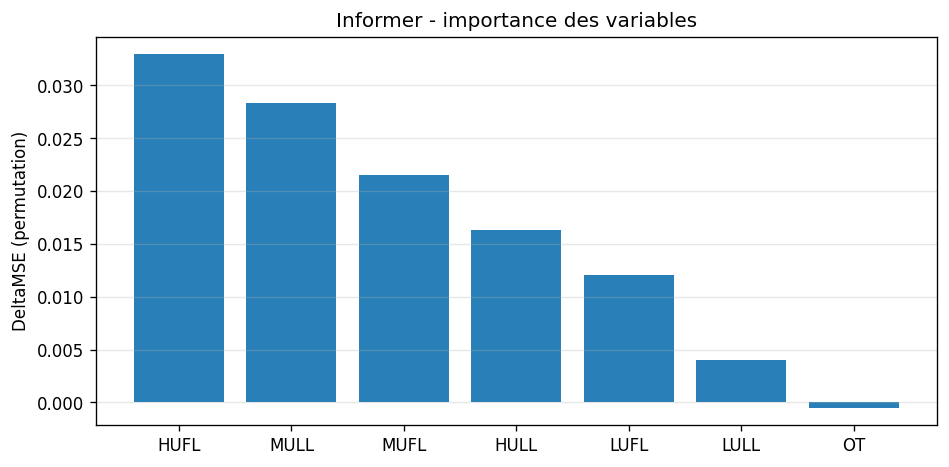 Informer - importance des variables
DeltaMSE (permutation)
0.030
0.025
0.020
0.015
0.010
0.005
0.000
HUFL
MULL
MUFL
HULL
LUFL
LULL
OT